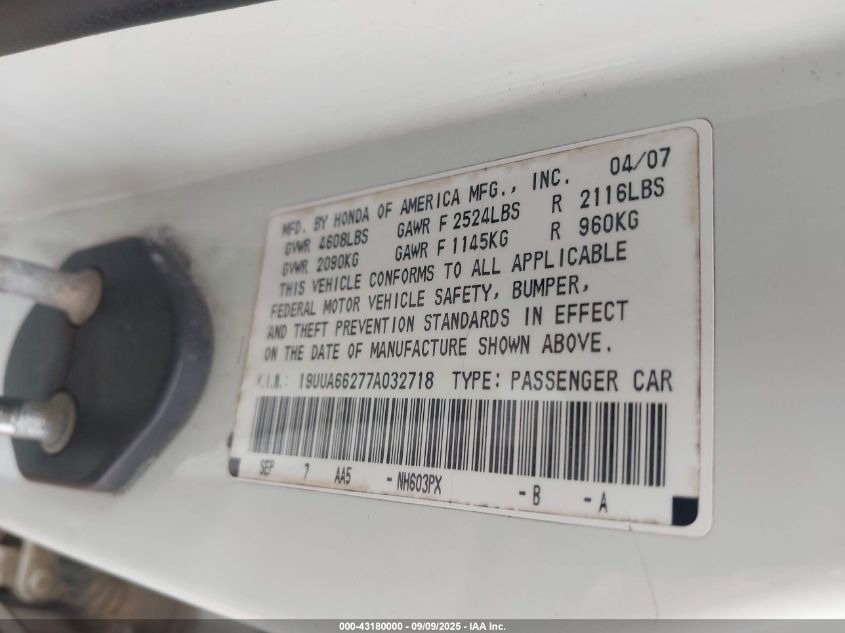 MFD. BY HONDA OF AMERICA MFG., INC. 04/07
GVWR 4608LBS GAWR F 2524LBS R 2116LBS
GVWR 2090KG GAWR F 1145KG R 960KG
THIS VEHICLE CONFORMS TO ALL APPLICABLE
FEDERAL MOTOR VEHICLE SAFETY, BUMPER,
AND THEFT PREVENTION STANDARDS IN EFFECT
ON THE DATE OF MANUFACTURE SHOWN ABOVE.
V.I.N.: 19UUA66277A032718 TYPE: PASSENGER CAR
SEP 7 AA5 - NH603PX - B - A
000-43180000 - 09/09/2025 - IAA Inc.